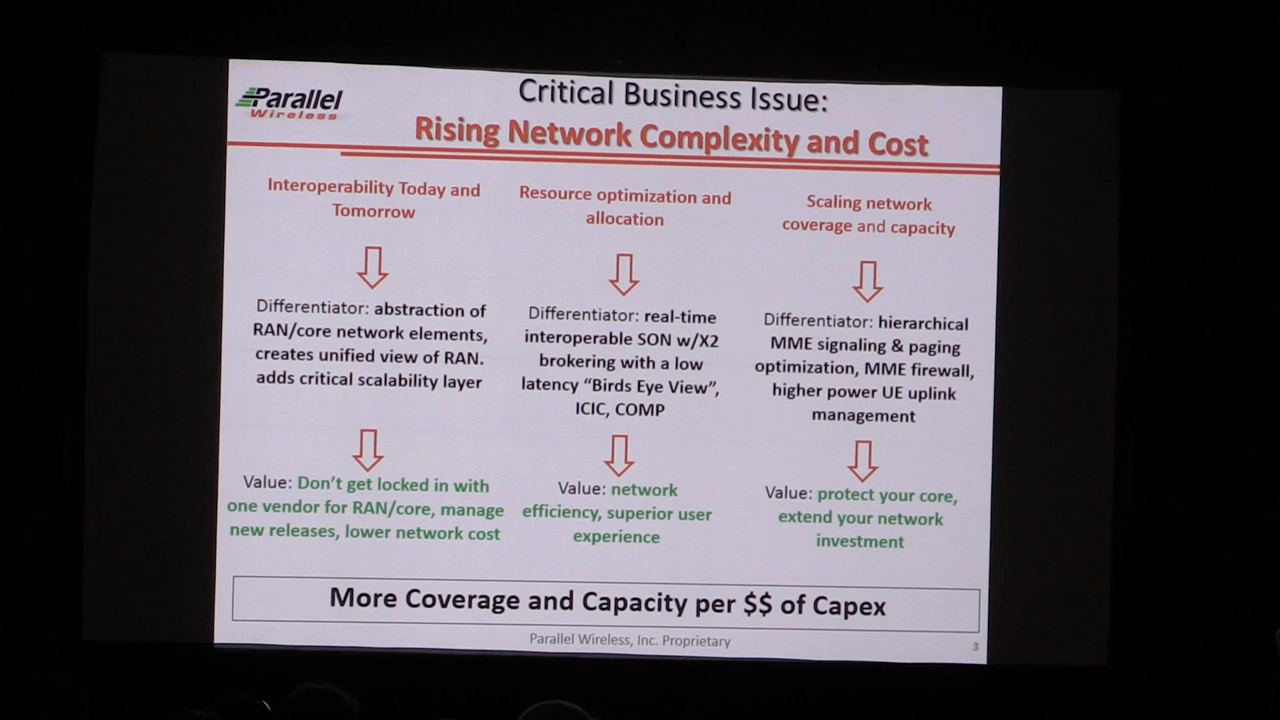 Parallel
Wireless
Critical Business Issue:
Rising Network Complexity and Cost
Interoperability Today and
Tomorrow
Differentiator: abstraction of
RAN/core network elements,
creates unified view of RAN.
adds critical scalability layer
Value: Don't get locked in with
one vendor for RAN/core, manage
new releases, lower network cost
Resource optimization and
allocation
Differentiator: real-time
interoperable SON w/X2
brokering with a low
latency “Birds Eye View”,
ICIC, COMP
Value: network
efficiency, superior user
experience
Scaling network
coverage and capacity
Differentiator: hierarchical
MME signaling & paging
optimization, MME firewall,
higher power UE uplink
management
Value: protect your core,
extend your network
investment
More Coverage and Capacity per $$ of Capex
Parallel Wireless, Inc. Proprietary
3